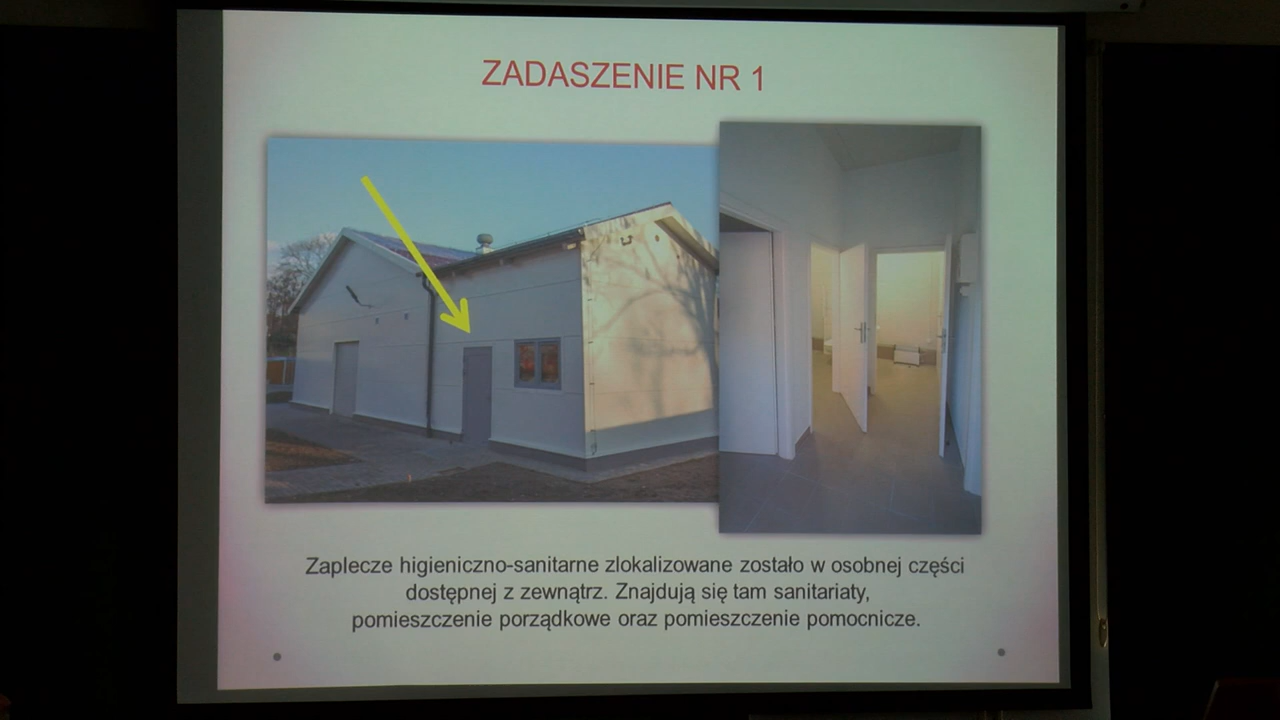 ZADASZENIE NR 1
Zaplecze higieniczno-sanitarne zlokalizowane zostało w osobnej części
dostępnej z zewnątrz. Znajdują się tam sanitariaty,
pomieszczenie porządkowe oraz pomieszczenie pomocnicze.